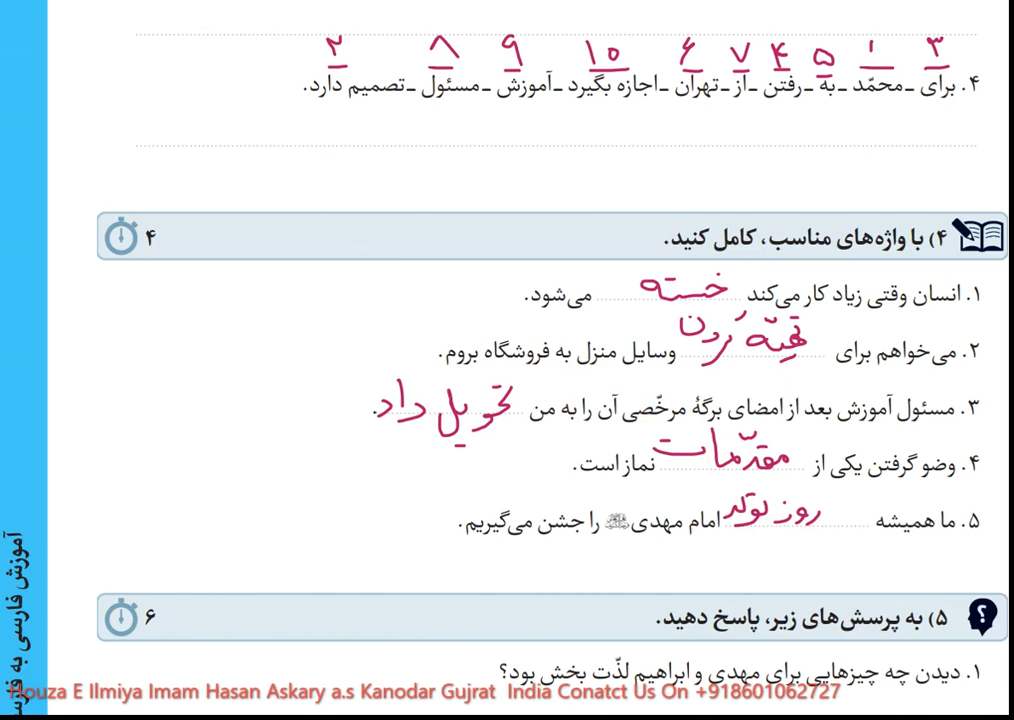 ۳ ۱ ۵ ۴ ۷ ۶ ۱۰ ۹ ۸ ۲
۴. برای ـ محمّد ـ به ـ رفتن ـ از ـ تهران ـ اجازه بگیرد ـ آموزش ـ مسئول ـ تصمیم دارد.
۴) با واژه‌های مناسب، کامل کنید. ۴
۱. انسان وقتی زیاد کار می‌کند خسته می‌شود.
۲. می‌خواهم برای تهیّه کردن وسایل منزل به فروشگاه بروم.
۳. مسئول آموزش بعد از امضای برگهٔ مرخّصی آن را به من تحویل داد.
۴. وضو گرفتن یکی از مقدّمات نماز است.
۵. ما همیشه روز تولّد امام مهدی را جشن می‌گیریم.
۵) به پرسش‌های زیر، پاسخ دهید. ۶
۱. دیدن چه چیزهایی برای مهدی و ابراهیم لذّت بخش بود؟
Houza E Ilmiya Imam Hasan Askary a.s Kanodar Gujrat India Conatct Us On +918601062727
آموزش فارسی به